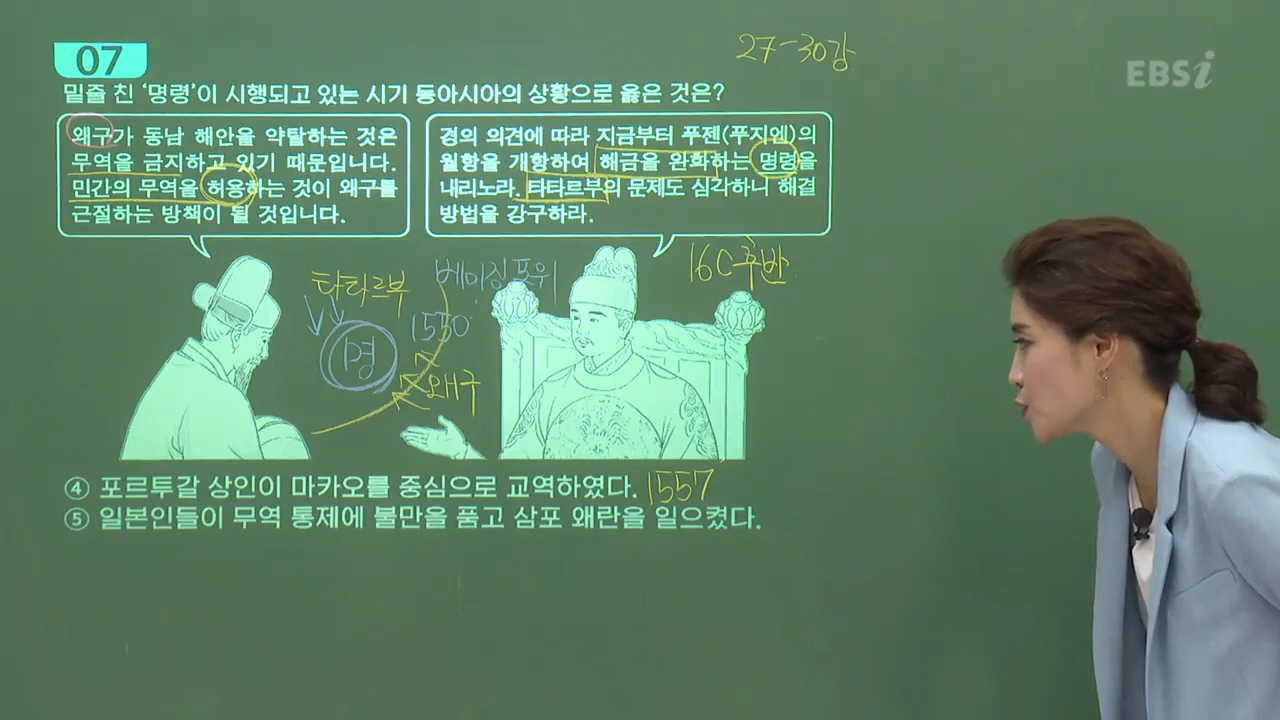 27-30강
EBSi
07
밑줄 친 '명령'이 시행되고 있는 시기 동아시아의 상황으로 옳은 것은?
왜구가 동남 해안을 약탈하는 것은
무역을 금지하고 있기 때문입니다.
민간의 무역을 허용하는 것이 왜구를
근절하는 방책이 될 것입니다.
경의 의견에 따라 지금부터 푸젠(푸지엔)의
월항을 개항하여 해금을 완화하는 명령을
내리노라. 타타르부의 문제도 심각하니 해결
방법을 강구하라.
타타르부
베이징 포위
16C후반
1550
명
왜구
④ 포르투갈 상인이 마카오를 중심으로 교역하였다. 1557
⑤ 일본인들이 무역 통제에 불만을 품고 삼포 왜란을 일으켰다.